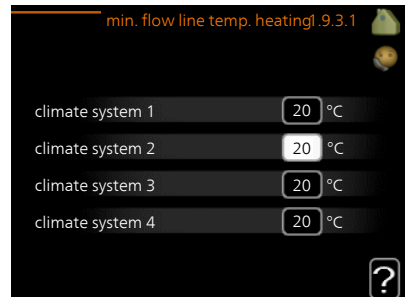 min. flow line temp. heating1.9.3.1
climate system 1 20 °C
climate system 2 20 °C
climate system 3 20 °C
climate system 4 20 °C
?